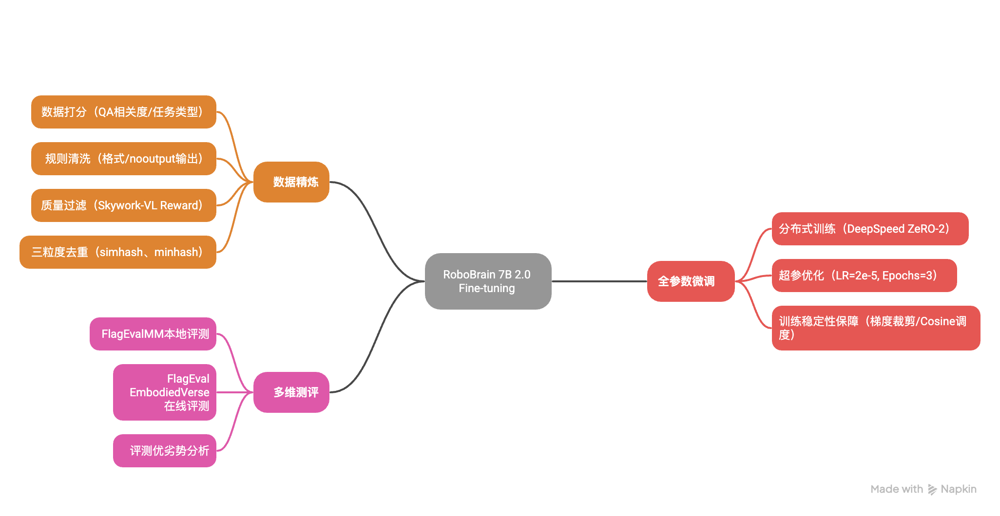 数据打分（QA相关度/任务类型）
规则清洗（格式/nooutput输出）
质量过滤（Skywork-VL Reward）
三粒度去重（simhash、minhash）
数据精炼
FlagEvalMM本地评测
FlagEval
EmbodiedVerse
在线评测
评测优劣势分析
多维测评
RoboBrain 7B 2.0
Fine-tuning
全参数微调
分布式训练（DeepSpeed ZeRO-2）
超参优化（LR=2e-5, Epochs=3）
训练稳定性保障（梯度裁剪/Cosine调
度）
Made with Napkin